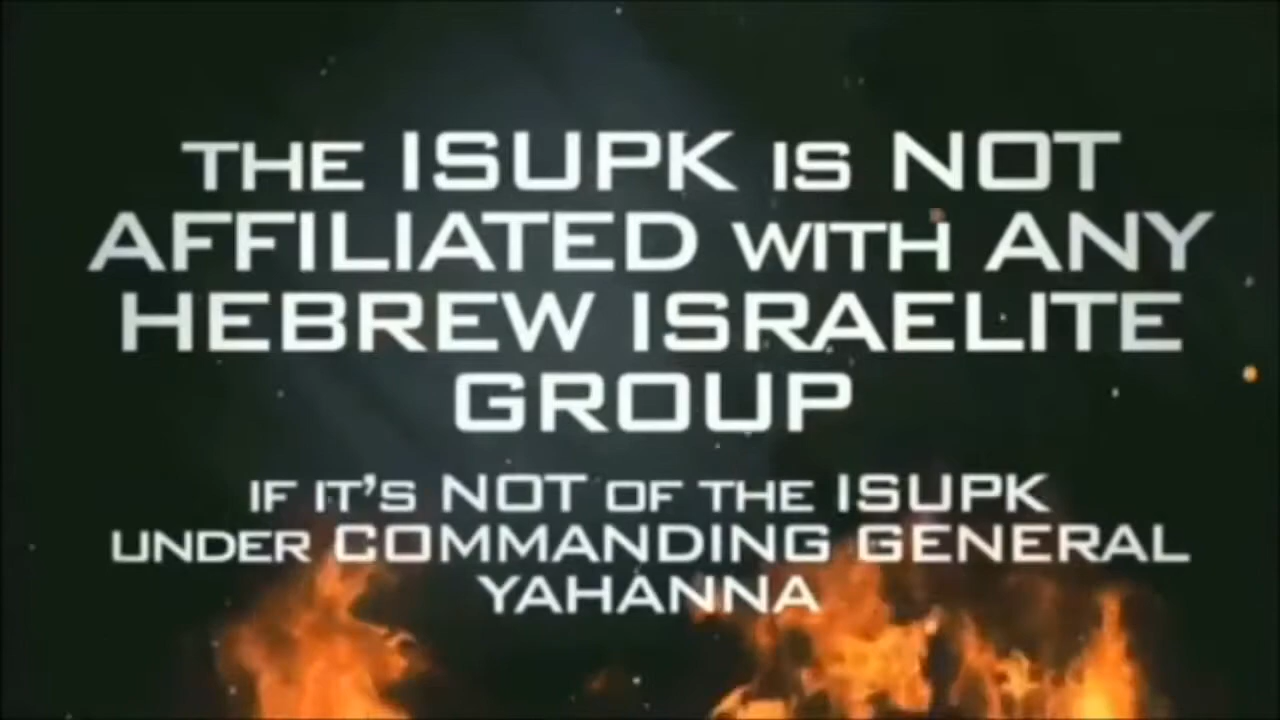 THE ISUPK IS NOT
AFFILIATED WITH ANY
HEBREW ISRAELITE
GROUP
IF IT'S NOT OF THE ISUPK
UNDER COMMANDING GENERAL
YAHANNA